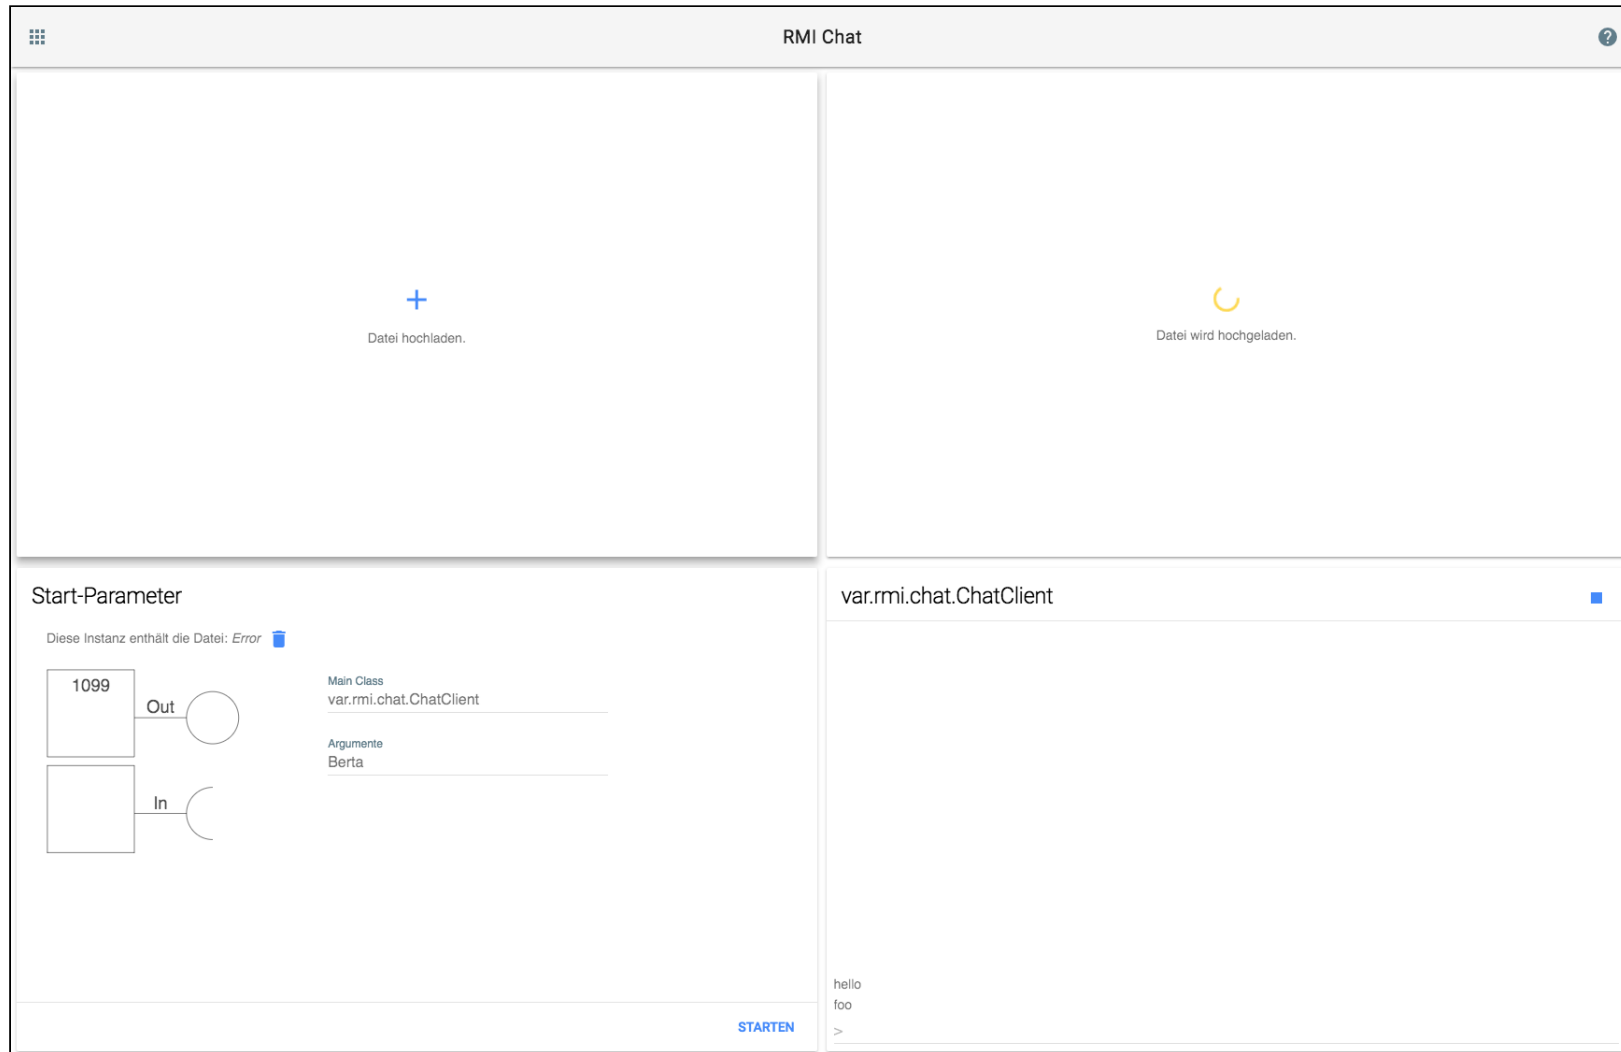 RMI Chat
Datei hochladen.
Datei wird hochgeladen.
Start-Parameter
Diese Instanz enthält die Datei: Error
1099
Out
In
Main Class
var.rmi.chat.ChatClient
Argumente
Berta
STARTEN
var.rmi.chat.ChatClient
hello
foo
>